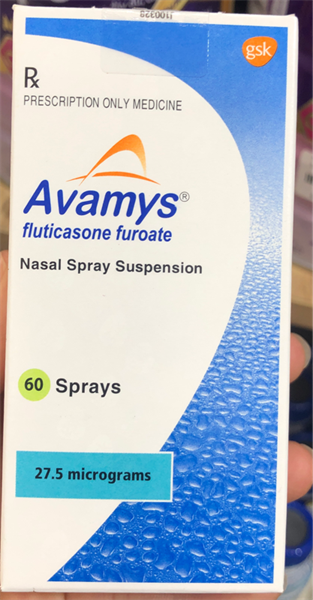 gsk
Rx
PRESCRIPTION ONLY MEDICINE
Avamys®
fluticasone furoate
Nasal Spray Suspension
60 Sprays
27.5 micrograms